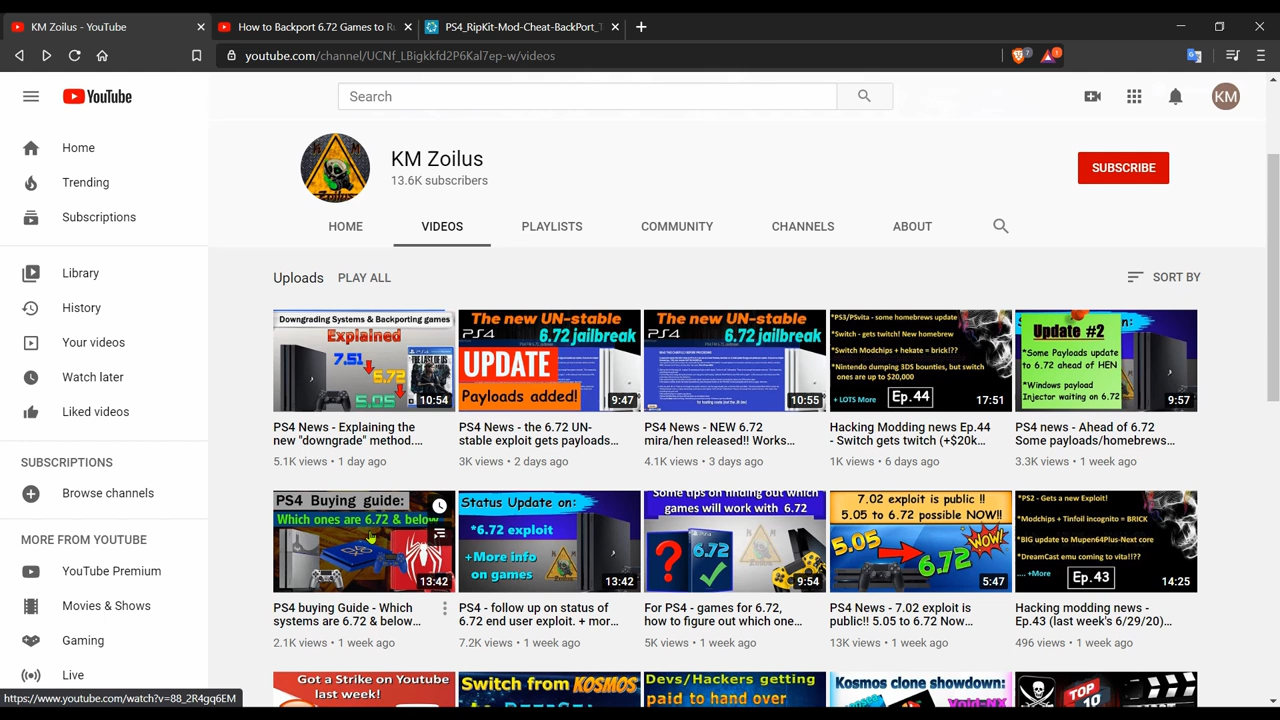 KM Zoilus - YouTube
How to Backport 6.72 Games to R
PS4_RipKit-Mod-Cheat-BackPort_T
youtube.com/channel/UCNf_LBigkkfd2P6Kal7ep-w/videos
7
1
YouTube
Search
KM
Home
Trending
Subscriptions
Library
History
Your videos
Watch later
Liked videos
SUBSCRIPTIONS
Browse channels
MORE FROM YOUTUBE
YouTube Premium
Movies & Shows
Gaming
Live
https://www.youtube.com/watch?v=88_2R4gq6EM
KM Zoilus
13.6K subscribers
SUBSCRIBE
HOME
VIDEOS
PLAYLISTS
COMMUNITY
CHANNELS
ABOUT
Uploads
PLAY ALL
SORT BY
Downgrading Systems & Backporting games
Explained
7.51
6.72
5.05
10:54
PS4 News - Explaining the
new "downgrade" method....
5.1K views • 1 day ago
The new UN-stable
PS4 6.72 jailbreak
UPDATE
Payloads added!
9:47
PS4 News - the 6.72 UN-
stable exploit gets payloads...
3K views • 2 days ago
The new UN-stable
PS4 6.72 jailbreak
10:55
PS4 News - NEW 6.72
mira/hen released!! Works...
4.1K views • 3 days ago
*PS3/PSvita - some homebrews update
*Switch - gets twitch! New homebrew
*Switch Modchips + hekate = brick!??
*Nintendo dumping 3DS bounties, but switch
ones are up to $20,000
+ LOTS More
Ep.44
17:51
Hacking Modding news Ep.44
- Switch gets twitch (+$20k...
1K views • 6 days ago
Update #2
*Some Payloads update
to 6.72 ahead of HEN
*Windows payload
Injector waiting on 6.72
9:57
PS4 news - Ahead of 6.72
Some payloads/homebrews...
3.3K views • 1 week ago
PS4 Buying guide:
Which ones are 6.72 & below
13:42
PS4 buying Guide - Which
systems are 6.72 & below...
2.1K views • 1 week ago
Status Update on:
*6.72 exploit
+More info
on games
13:42
PS4 - follow up on status of
6.72 end user exploit. + mor...
7.2K views • 1 week ago
Some tips on finding out which
games will work with 6.72
?
6.72
9:54
For PS4 - games for 6.72,
how to figure out which one...
5K views • 1 week ago
7.02 exploit is public !!
5.05 to 6.72 possible NOW!!
5.05
6.72
WOW!
5:47
PS4 News - 7.02 exploit is
public!! 5.05 to 6.72 Now...
13K views • 1 week ago
*PS2 - Gets a new Exploit!
*Modchips + Tinfoil incognito = BRICK
*BIG update to Mupen64Plus-Next core
*DreamCast emu coming to vita!!??
.... +More
Ep.43
14:25
Hacking modding news -
Ep.43 (last week's 6/29/20)...
496 views • 1 week ago
Got a Strike on Youtube
last week!
Switch from KOSMOS
Devs/Hackers getting
paid to hand over
Kosmos clone showdown:
TOP